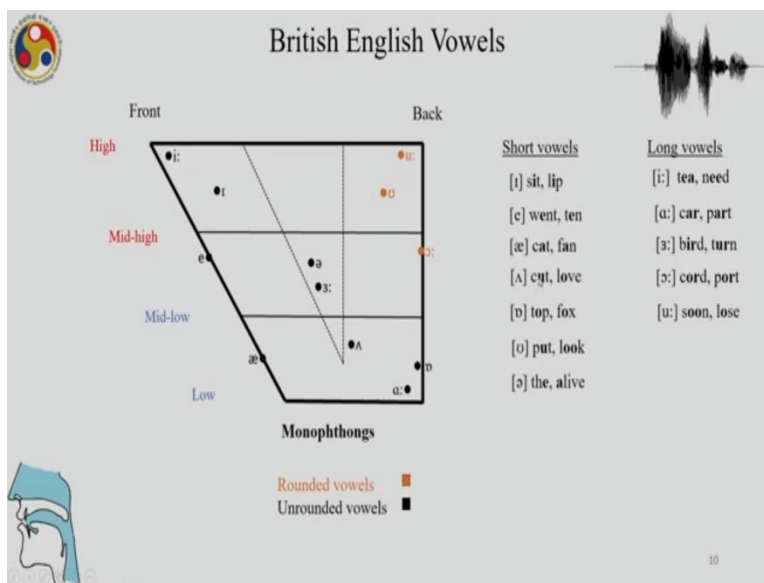 British English Vowels
Front
Back
High
Mid-high
Mid-low
Low
i:
ɪ
u:
ʊ
e
ə
ɜ:
ɔ:
æ
ʌ
ɒ
ɑ:
Monophthongs
Rounded vowels
Unrounded vowels
Short vowels
[ɪ] sit, lip
[e] went, ten
[æ] cat, fan
[ʌ] cut, love
[ɒ] top, fox
[ʊ] put, look
[ə] the, alive
Long vowels
[i:] tea, need
[ɑ:] car, part
[ɜ:] bird, turn
[ɔ:] cord, port
[u:] soon, lose
10